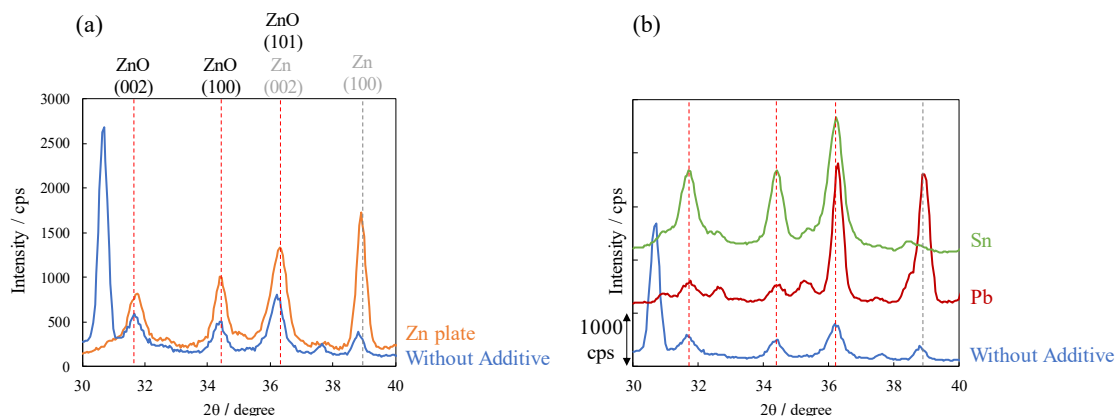 (a)
ZnO
(101)
ZnO
(002)
ZnO
(100)
Zn
(002)
Zn
(100)
3000
2500
2000
1500
1000
500
0
Intensity / cps
30
32
34
36
38
40
2θ / degree
Zn plate
Without Additive
(b)
Intensity / cps
1000
cps
30
32
34
36
38
40
2θ / degree
Sn
Pb
Without Additive